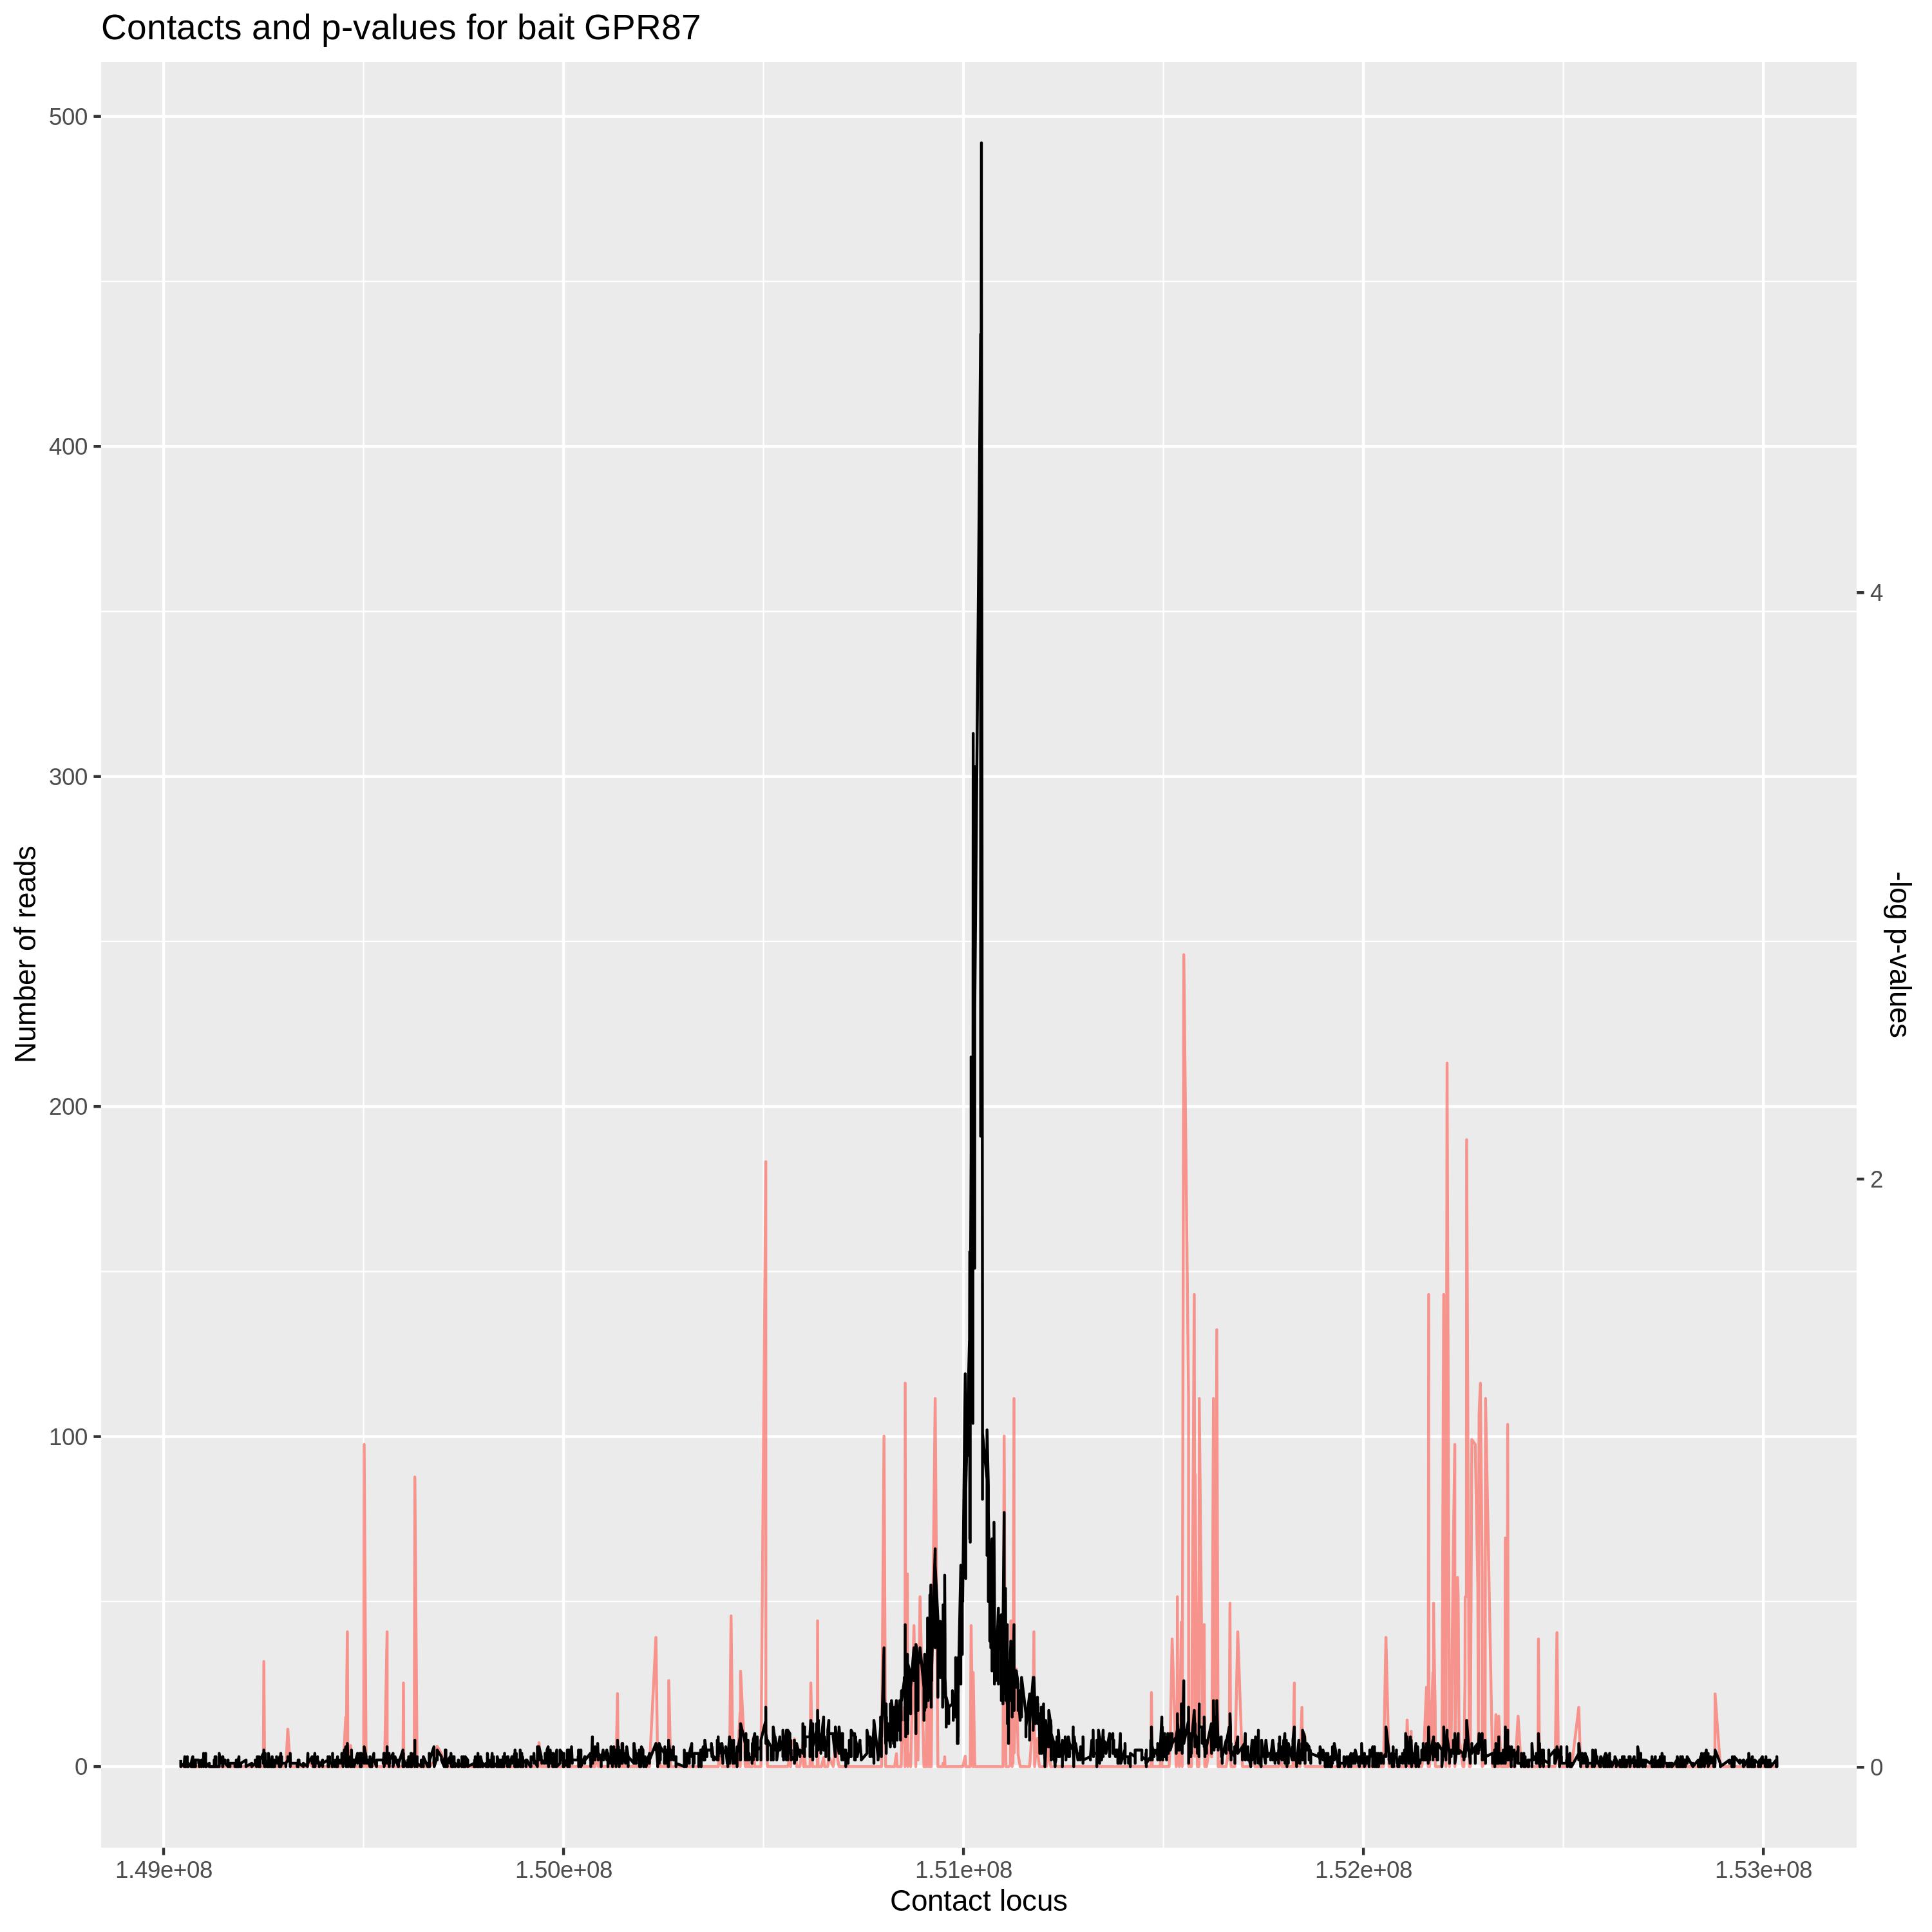 Contacts and p-values for bait GPR87
500
400
300
200
100
0
Number of reads
4
2
0
-log p-values
1.49e+08
1.50e+08
1.51e+08
1.52e+08
1.53e+08
Contact locus